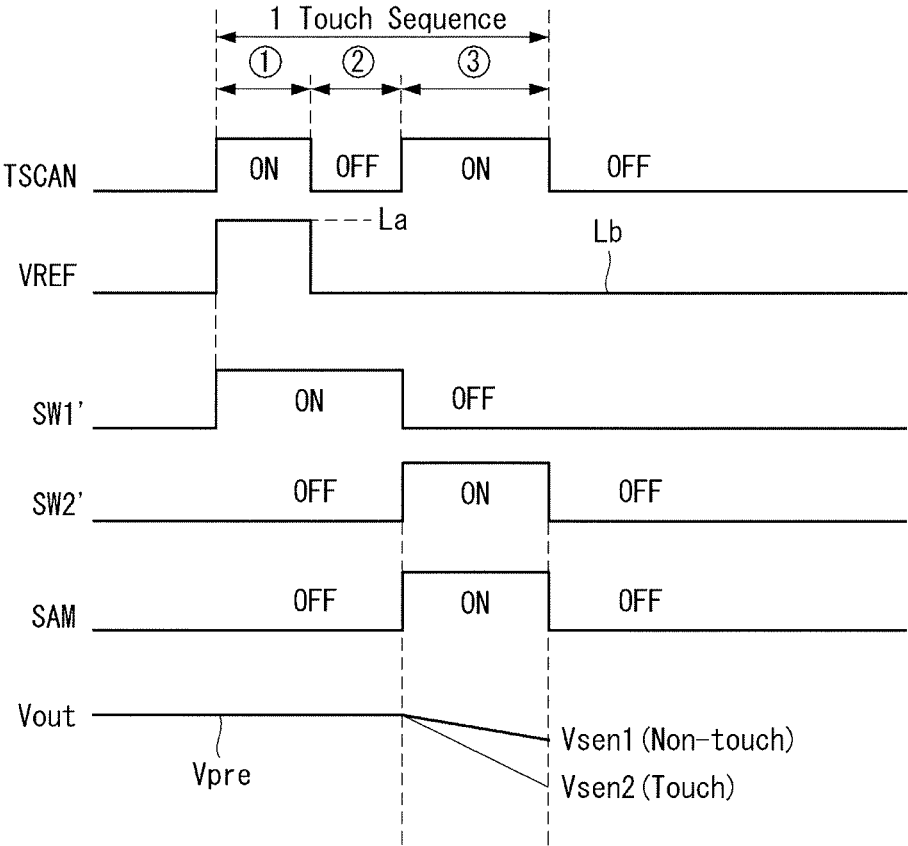 1 Touch Sequence
① ② ③
TSCAN ON OFF ON OFF
La
VREF Lb
SW1' ON OFF
SW2' OFF ON OFF
SAM OFF ON OFF
Vout
Vpre
Vsen1(Non-touch)
Vsen2(Touch)